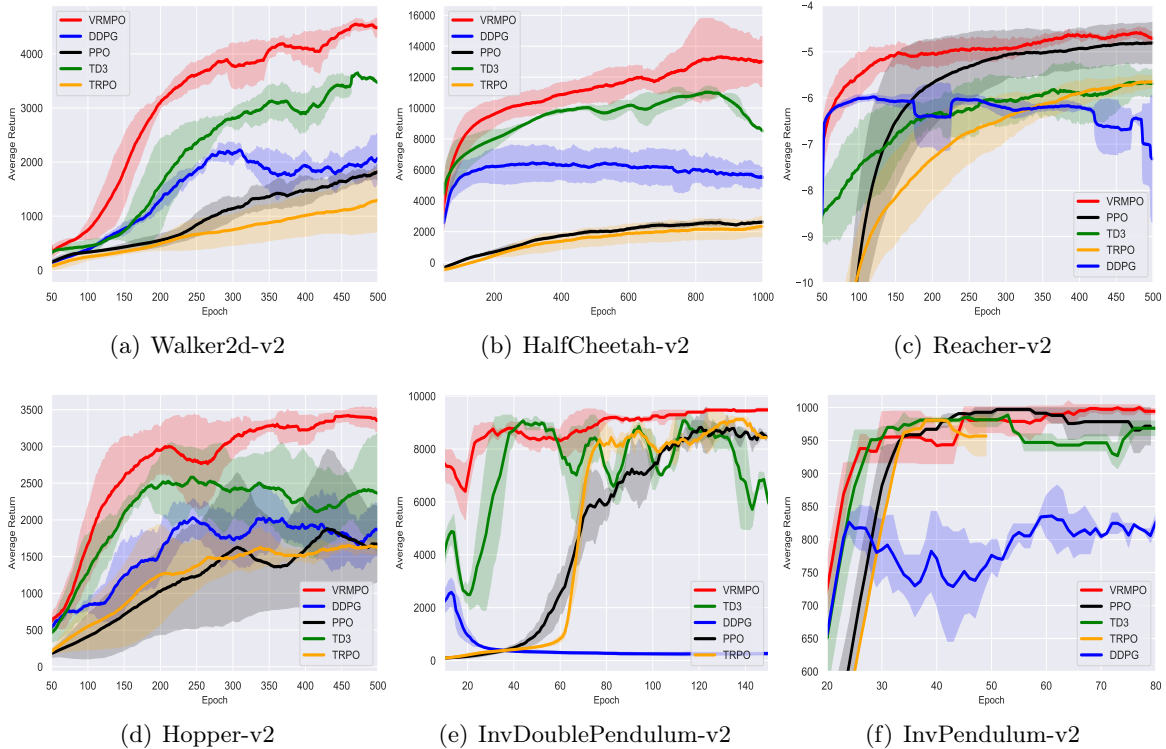 VRMPO
DDPG
PPO
TD3
TRPO
Average Return
4000
3000
2000
1000
0
50 100 150 200 250 300 350 400 450 500
Epoch
(a) Walker2d-v2
VRMPO
DDPG
PPO
TD3
TRPO
Average Return
16000
14000
12000
10000
8000
6000
4000
2000
0
200 400 600 800 1000
Epoch
(b) HalfCheetah-v2
VRMPO
PPO
TD3
TRPO
DDPG
Average Return
−4
−5
−6
−7
−8
−9
−10
50 100 150 200 250 300 350 400 450 500
Epoch
(c) Reacher-v2
VRMPO
DDPG
PPO
TD3
TRPO
Average Return
3500
3000
2500
2000
1500
1000
500
0
50 100 150 200 250 300 350 400 450 500
Epoch
(d) Hopper-v2
VRMPO
TD3
DDPG
PPO
TRPO
Average Return
10000
8000
6000
4000
2000
0
20 40 60 80 100 120 140
Epoch
(e) InvDoublePendulum-v2
VRMPO
PPO
TD3
TRPO
DDPG
Average Return
1000
950
900
850
800
750
700
650
600
20 30 40 50 60 70 80
Epoch
(f) InvPendulum-v2